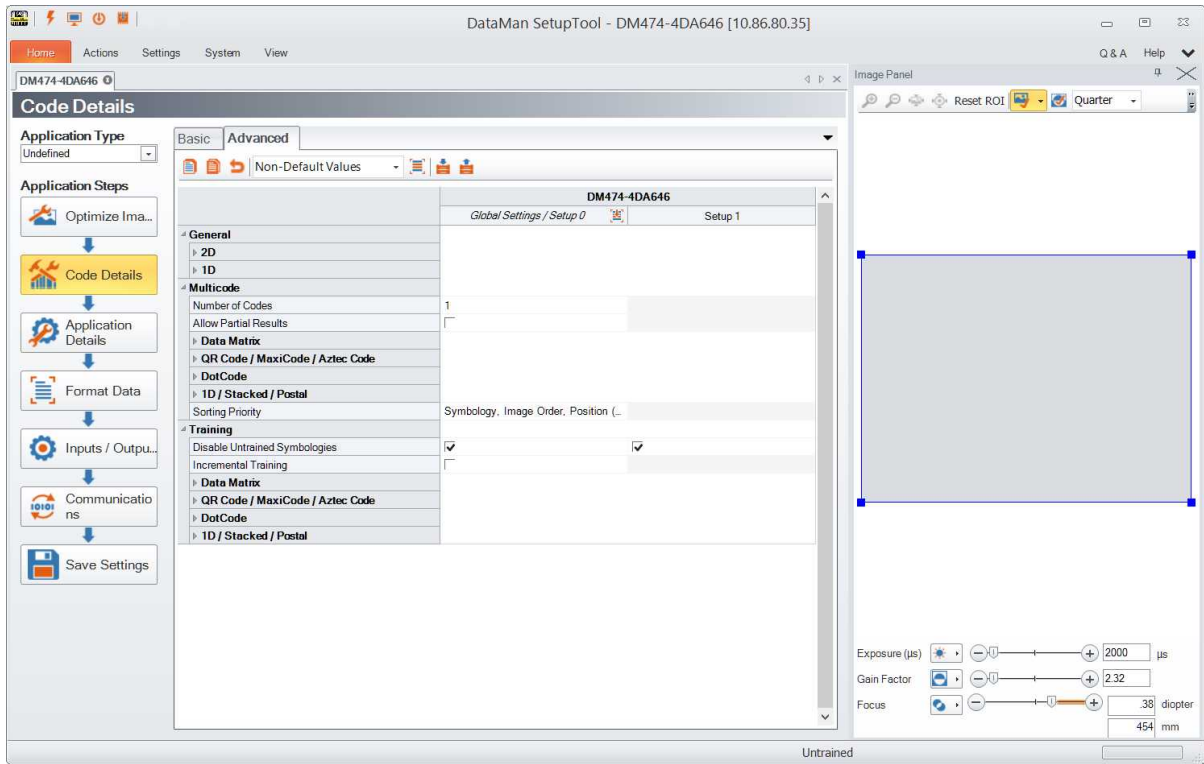 DataMan SetupTool - DM474-4DA646 [10.86.80.35]
Home Actions Settings System View Q & A Help
DM474-4DA646
Code Details
Application Type
Undefined
Application Steps
Optimize Ima...
Code Details
Application
Details
Format Data
Inputs / Outpu...
Communicatio
ns
Save Settings
Basic Advanced
Non-Default Values
DM474-4DA646
Global Settings / Setup 0 Setup 1
General
2D
1D
Multicode
Number of Codes 1
Allow Partial Results
Data Matrix
QR Code / MaxiCode / Aztec Code
DotCode
1D / Stacked / Postal
Sorting Priority Symbology, Image Order, Position (...
Training
Disable Untrained Symbologies
Incremental Training
Data Matrix
QR Code / MaxiCode / Aztec Code
DotCode
1D / Stacked / Postal
Image Panel
Reset ROI Quarter
Exposure (µs) 2000 µs
Gain Factor 2.32
Focus .38 diopter
454 mm
Untrained